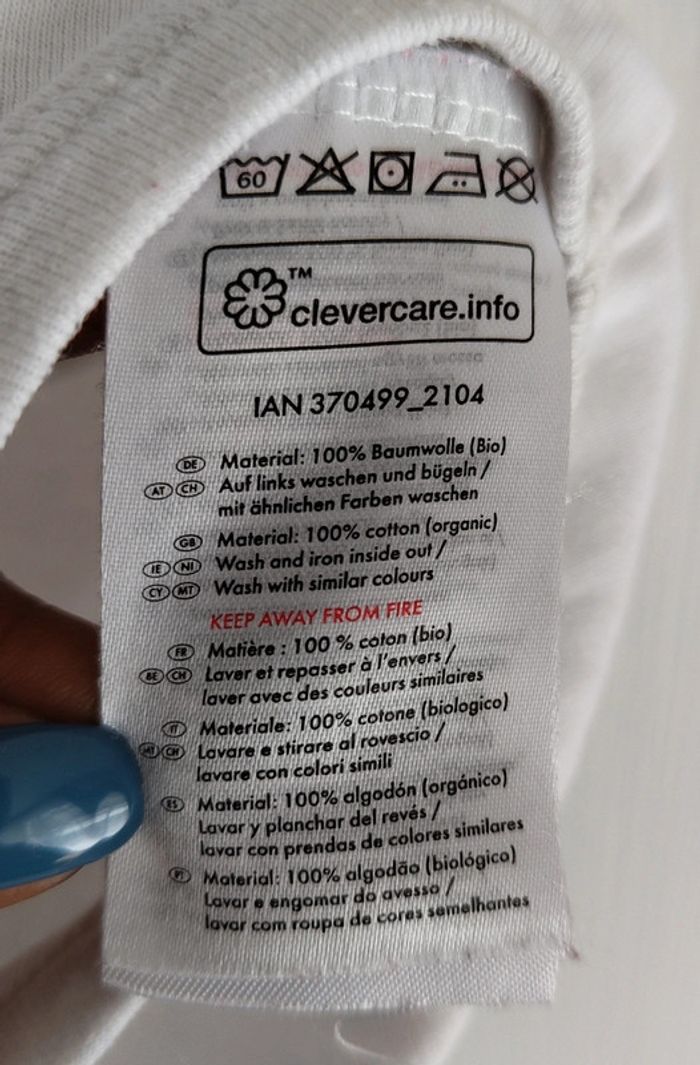 60
TM
clevercare.info
IAN 370499_2104
DE Material: 100% Baumwolle (Bio)
AT CH Auf links waschen und bügeln /
mit ähnlichen Farben waschen
GB Material: 100% cotton (organic)
IE NI Wash and iron inside out /
CY MT Wash with similar colours
KEEP AWAY FROM FIRE
FR Matière : 100 % coton (bio)
BE CH Laver et repasser à l'envers /
laver avec des couleurs similaires
IT Materiale: 100% cotone (biologico)
MT CH Lavare e stirare al rovescio /
lavare con colori simili
ES Material: 100% algodón (orgánico)
Lavar y planchar del revés /
lavar con prendas de colores similares
PT Material: 100% algodão (biológico)
Lavar e engomar do avesso /
lavar com roupa de cores semelhantes